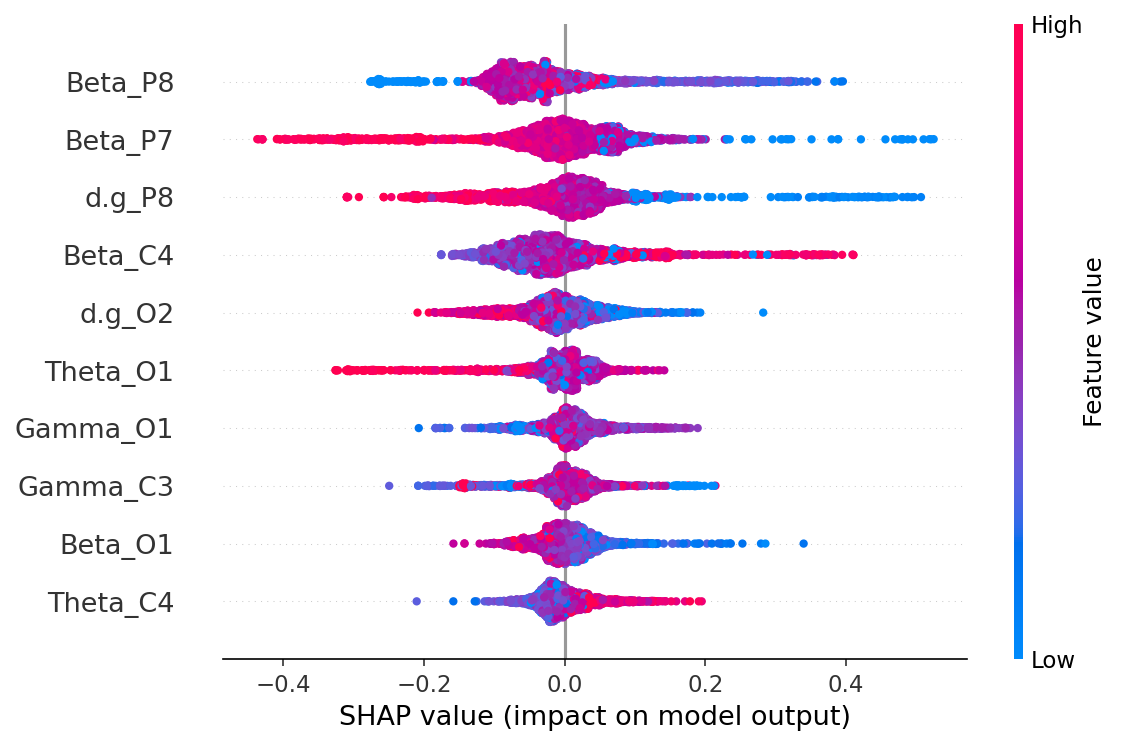 High
Beta_P8
Beta_P7
d.g_P8
Beta_C4
d.g_O2
Theta_O1
Gamma_O1
Gamma_C3
Beta_O1
Theta_C4
Feature value
Low
−0.4 −0.2 0.0 0.2 0.4
SHAP value (impact on model output)